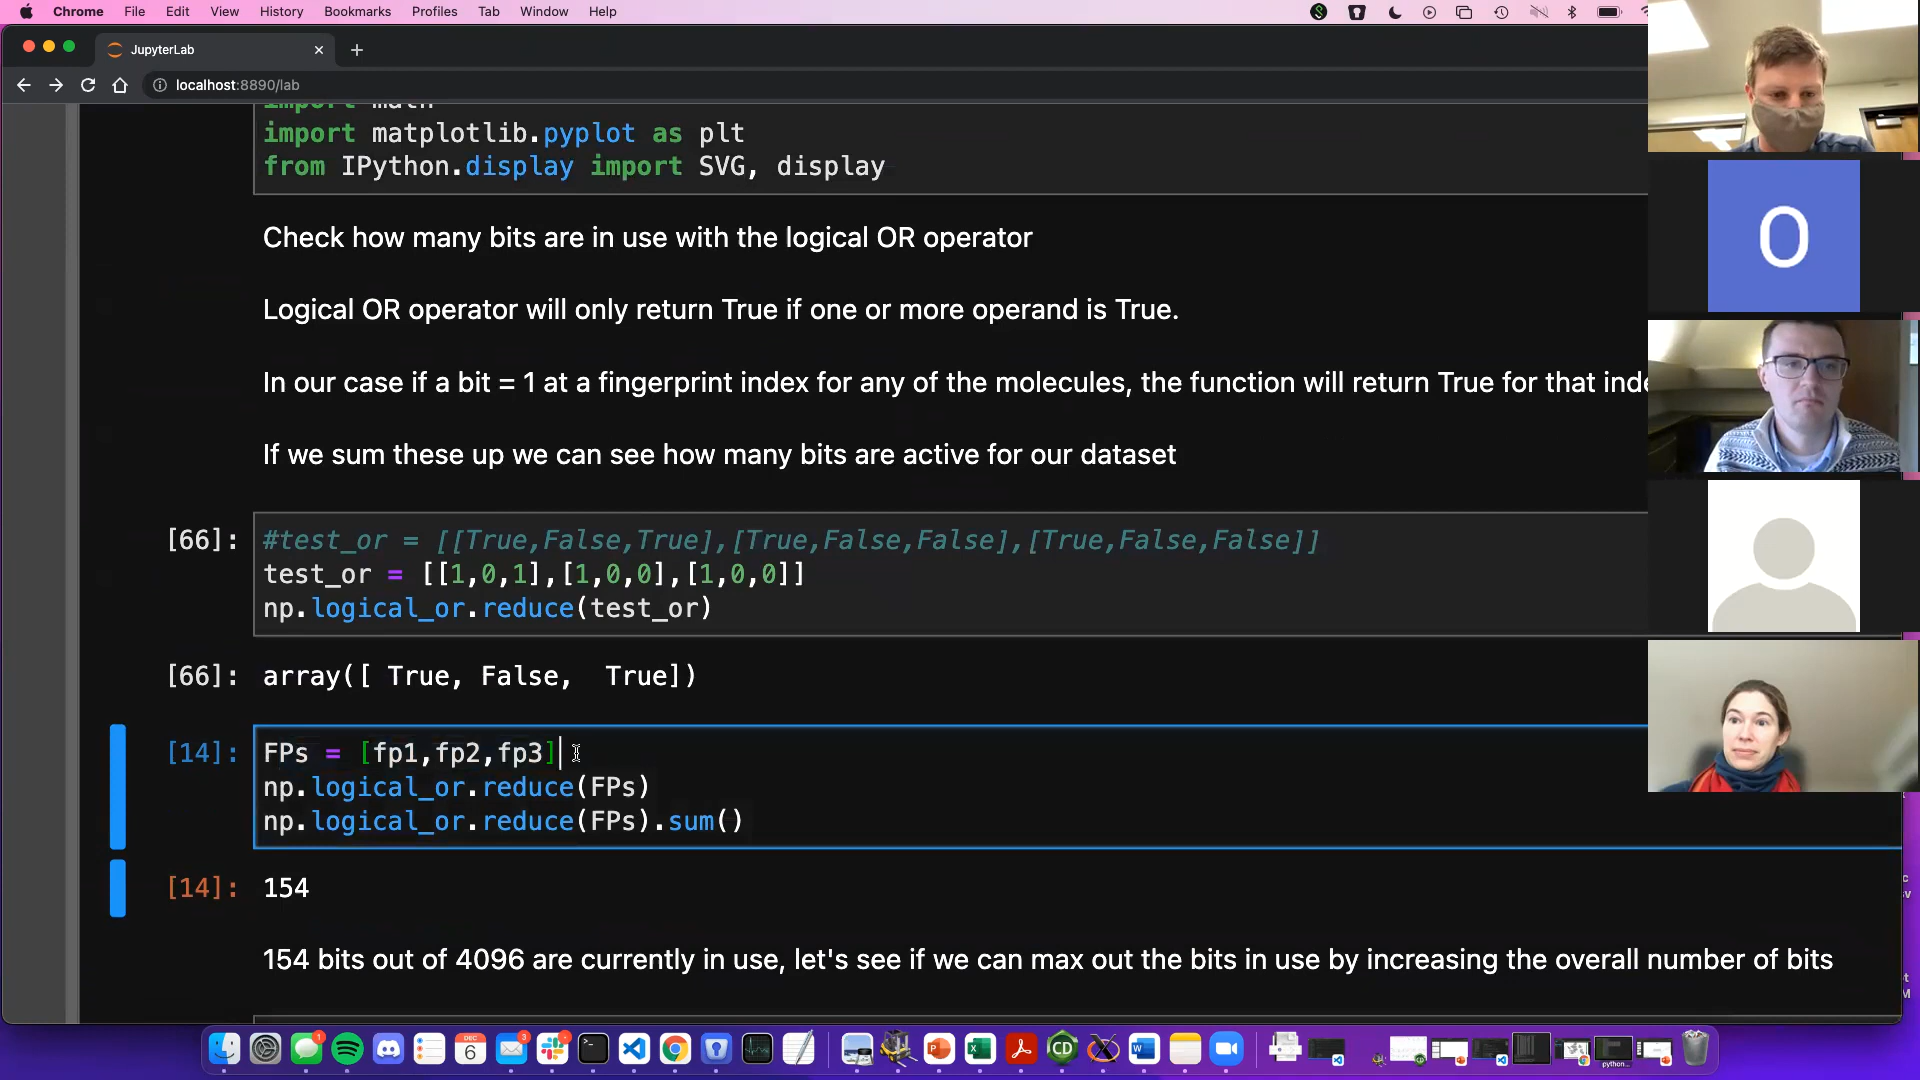 Chrome File Edit View History Bookmarks Profiles Tab Window Help
JupyterLab
localhost:8890/lab
import math
import matplotlib.pyplot as plt
from IPython.display import SVG, display
Check how many bits are in use with the logical OR operator
Logical OR operator will only return True if one or more operand is True.
In our case if a bit = 1 at a fingerprint index for any of the molecules, the function will return True for that inde
If we sum these up we can see how many bits are active for our dataset
[66]: #test_or = [[True,False,True],[True,False,False],[True,False,False]]
test_or = [[1,0,1],[1,0,0],[1,0,0]]
np.logical_or.reduce(test_or)
[66]: array([ True, False,  True])
[14]: FPs = [fp1,fp2,fp3]
np.logical_or.reduce(FPs)
np.logical_or.reduce(FPs).sum()
[14]: 154
154 bits out of 4096 are currently in use, let's see if we can max out the bits in use by increasing the overall number of bits
O
DEC
6
1
3
python...